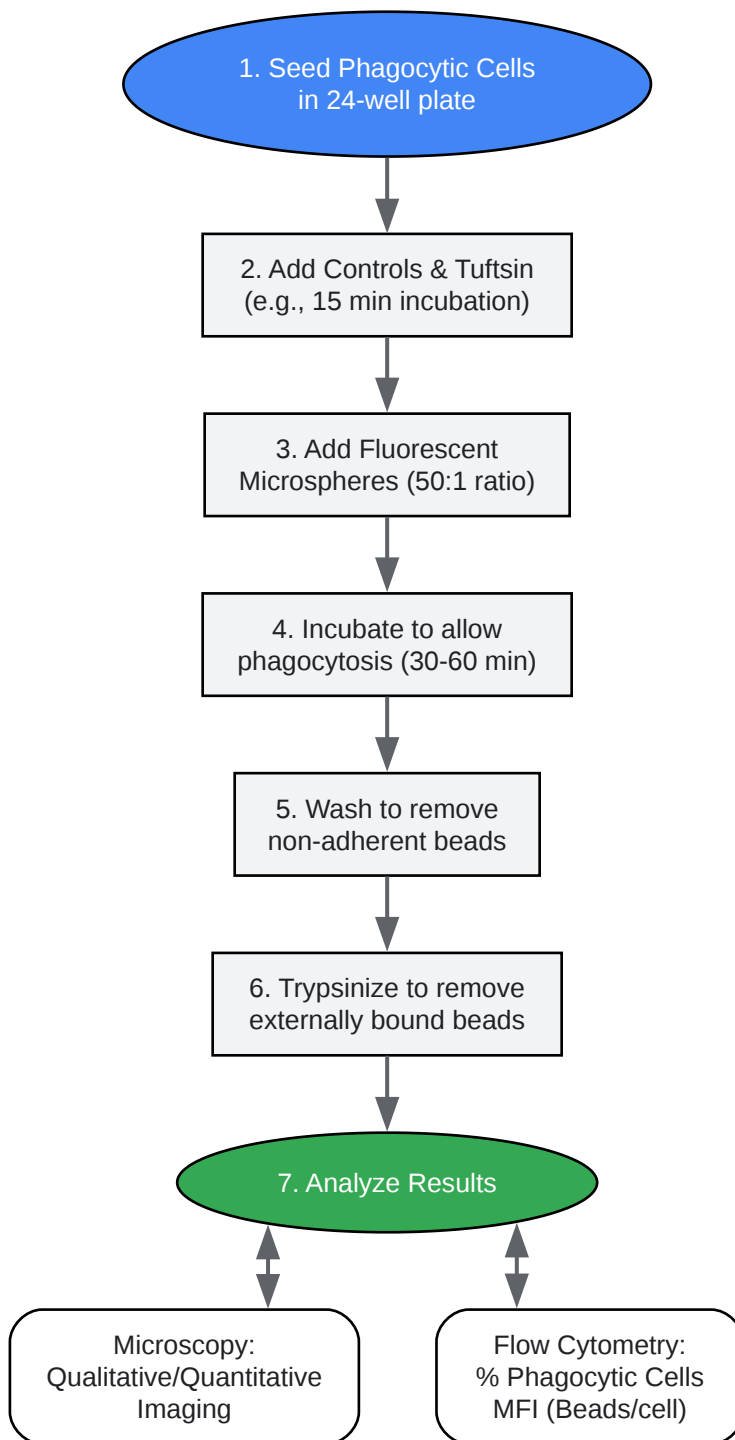 1. Seed Phagocytic Cells
in 24-well plate
2. Add Controls & Tuftsin
(e.g., 15 min incubation)
3. Add Fluorescent
Microspheres (50:1 ratio)
4. Incubate to allow
phagocytosis (30-60 min)
5. Wash to remove
non-adherent beads
6. Trypsinize to remove
externally bound beads
7. Analyze Results
Microscopy:
Qualitative/Quantitative
Imaging
Flow Cytometry:
% Phagocytic Cells
MFI (Beads/cell)